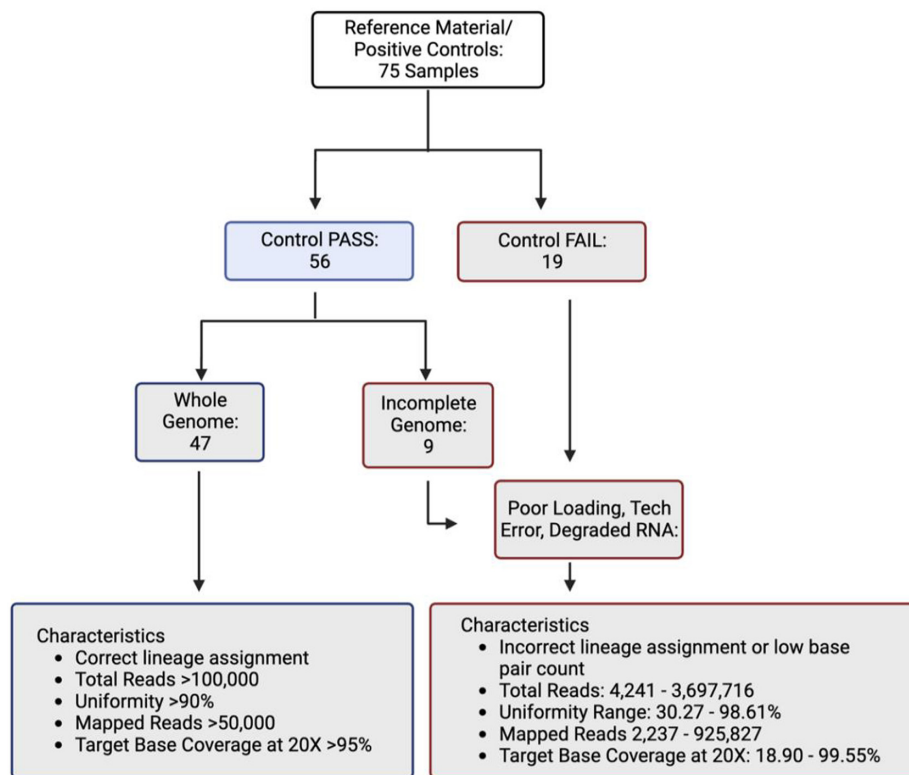 Reference Material/
Positive Controls:
75 Samples
Control PASS:
56
Control FAIL:
19
Whole
Genome:
47
Incomplete
Genome:
9
Poor Loading, Tech
Error, Degraded RNA:
Characteristics
• Correct lineage assignment
• Total Reads >100,000
• Uniformity >90%
• Mapped Reads >50,000
• Target Base Coverage at 20X >95%
Characteristics
• Incorrect lineage assignment or low base
pair count
• Total Reads: 4,241 - 3,697,716
• Uniformity Range: 30.27 - 98.61%
• Mapped Reads 2,237 - 925,827
• Target Base Coverage at 20X: 18.90 - 99.55%